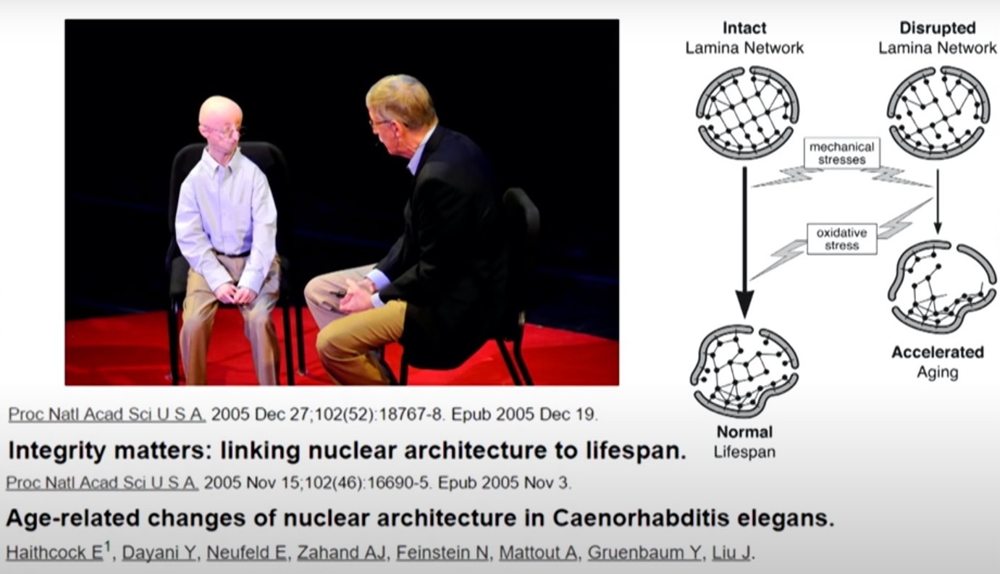 Intact
Lamina Network
Disrupted
Lamina Network
mechanical
stresses
oxidative
stress
Accelerated
Aging
Normal
Lifespan
Proc Natl Acad Sci U S A. 2005 Dec 27;102(52):18767-8. Epub 2005 Dec 19.
Integrity matters: linking nuclear architecture to lifespan.
Proc Natl Acad Sci U S A. 2005 Nov 15;102(46):16690-5. Epub 2005 Nov 3.
Age-related changes of nuclear architecture in Caenorhabditis elegans.
Haithcock E1, Dayani Y, Neufeld E, Zahand AJ, Feinstein N, Mattout A, Gruenbaum Y, Liu J.